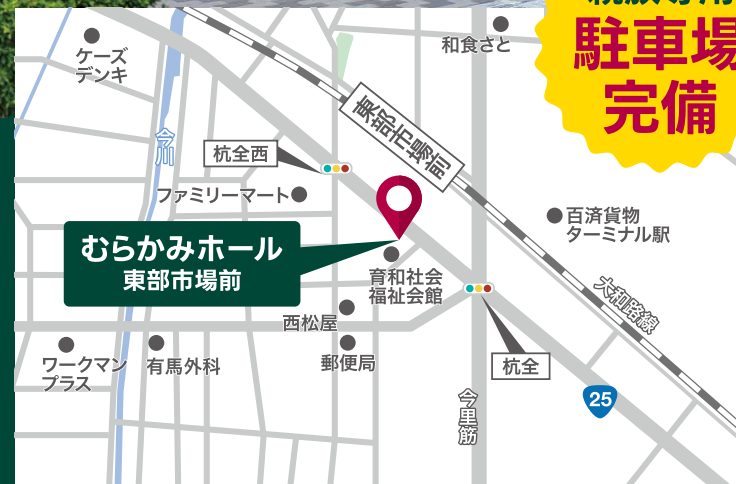 駐車場
完備
和食さと
ケーズ
デンキ
東部市場前
今川
杭全西
ファミリーマート
百済貨物
ターミナル駅
むらかみホール
東部市場前
育和社会
福祉会館
大和路線
西松屋
郵便局
有馬外科
ワークマン
プラス
杭全
今里筋
25